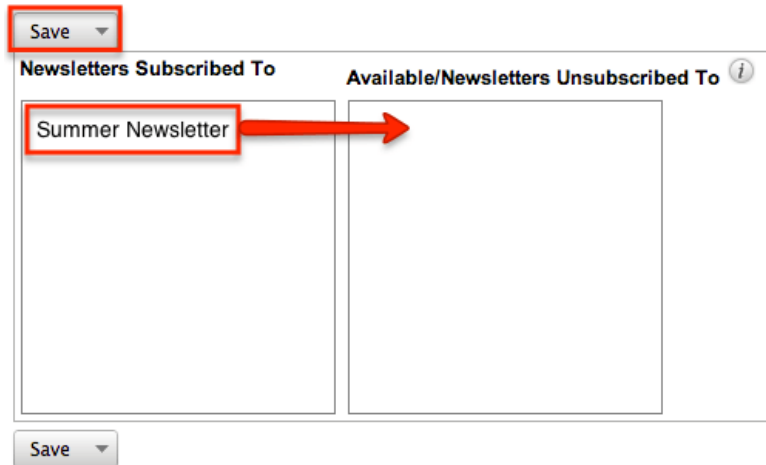 Save
Newsletters Subscribed To
Available/Newsletters Unsubscribed To i
Summer Newsletter
Save